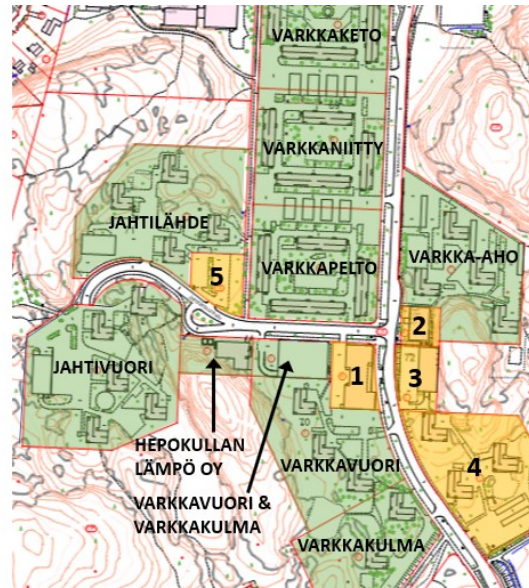 VARKKAKETO
VARKKANIITTY
JAHTILÄHDE
VARKKAPELTO
VARKKA-AHO
5
2
JAHTIVUORI
1
3
HEPOKULLAN
LÄMPÖ OY
VARKKAVUORI
4
VARKKAVUORI &
VARKKAKULMA
VARKKAKULMA